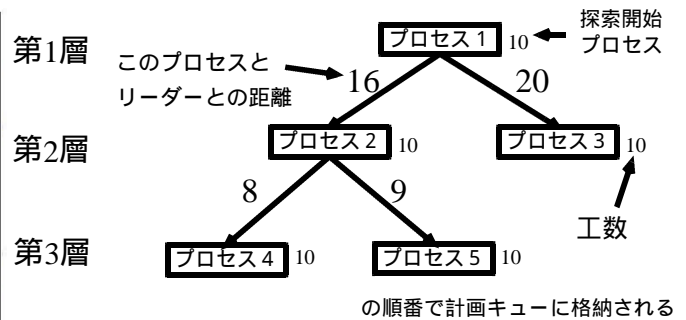 探索開始
プロセス
第1層
プロセス1 10
このプロセスと
リーダーとの距離
16 20
第2層
プロセス2 10
プロセス3 10
8 9
工数
第3層
プロセス4 10
プロセス5 10
の順番で計画キューに格納される